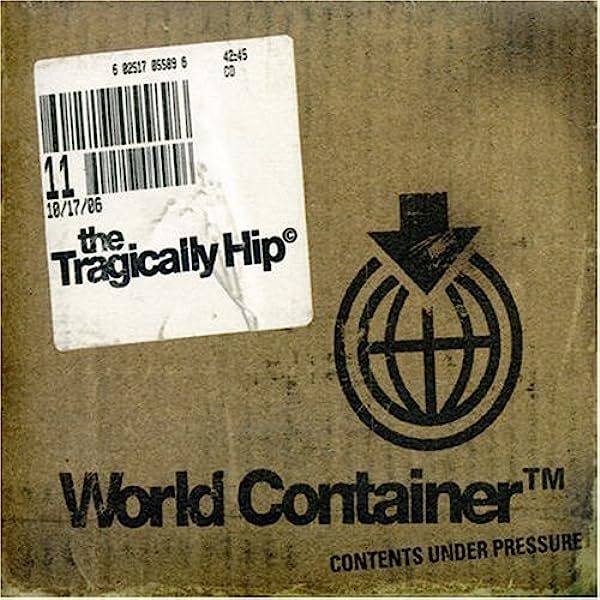 6 02517 05589 6
42:45
CD
11
10/17/06
the
Tragically Hip©
World Container™
CONTENTS UNDER PRESSURE